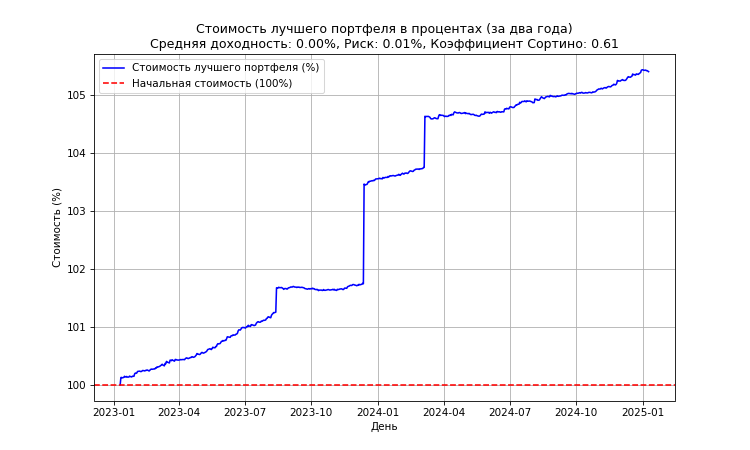 Стоимость лучшего портфеля в процентах (за два года)
Средняя доходность: 0.00%, Риск: 0.01%, Коэффициент Сортино: 0.61
Стоимость лучшего портфеля (%)
Начальная стоимость (100%)
Стоимость (%)
105
104
103
102
101
100
2023-01 2023-04 2023-07 2023-10 2024-01 2024-04 2024-07 2024-10 2025-01
День